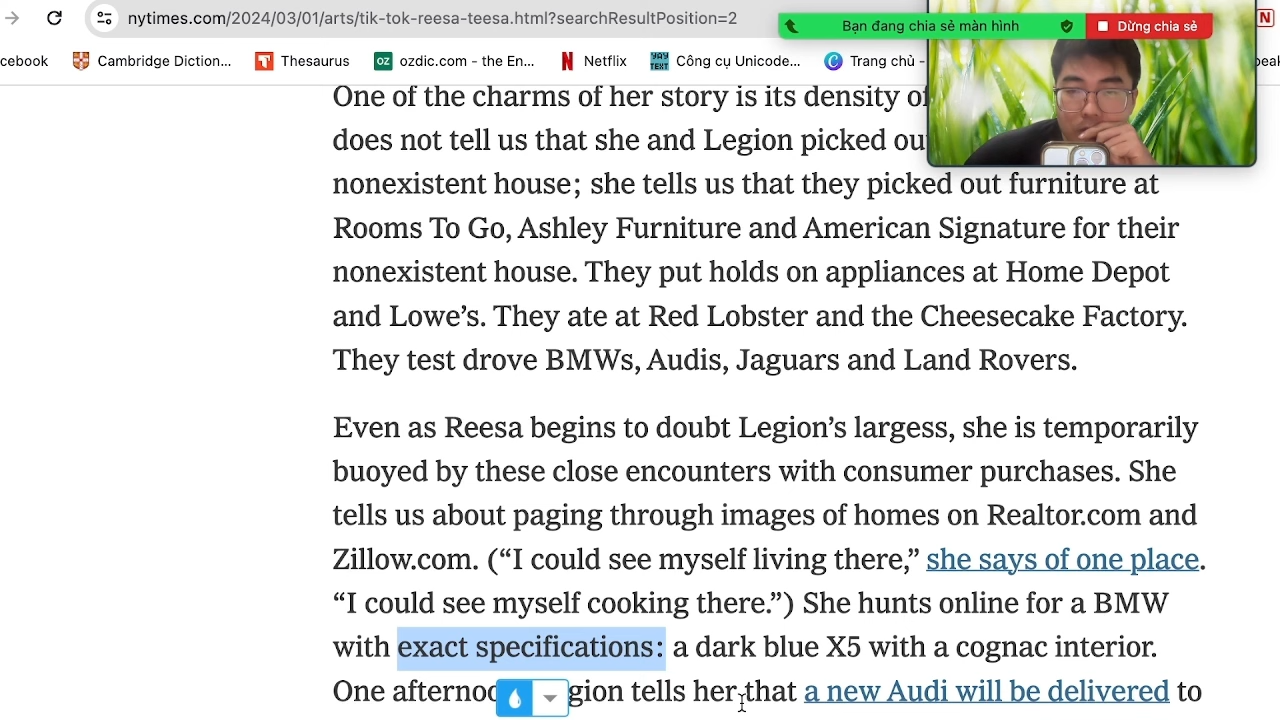 nytimes.com/2024/03/01/arts/tik-tok-reesa-teesa.html?searchResultPosition=2
Bạn đang chia sẻ màn hình
Dừng chia sẻ
N
cebook
Cambridge Diction...
T
Thesaurus
OZ
ozdic.com - the En...
N
Netflix
YAY
TEXT
Công cụ Unicode...
C
Trang chủ -
One of the charms of her story is its density of
does not tell us that she and Legion picked
nonexistent house; she tells us that they picked out furniture at
Rooms To Go, Ashley Furniture and American Signature for their
nonexistent house. They put holds on appliances at Home Depot
and Lowe’s. They ate at Red Lobster and the Cheesecake Factory.
They test drove BMWs, Audis, Jaguars and Land Rovers.
Even as Reesa begins to doubt Legion’s largess, she is temporarily
buoyed by these close encounters with consumer purchases. She
tells us about paging through images of homes on Realtor.com and
Zillow.com. (“I could see myself living there,” she says of one place.
“I could see myself cooking there.”) She hunts online for a BMW
with exact specifications: a dark blue X5 with a cognac interior.
One afternoo gion tells her that a new Audi will be delivered to